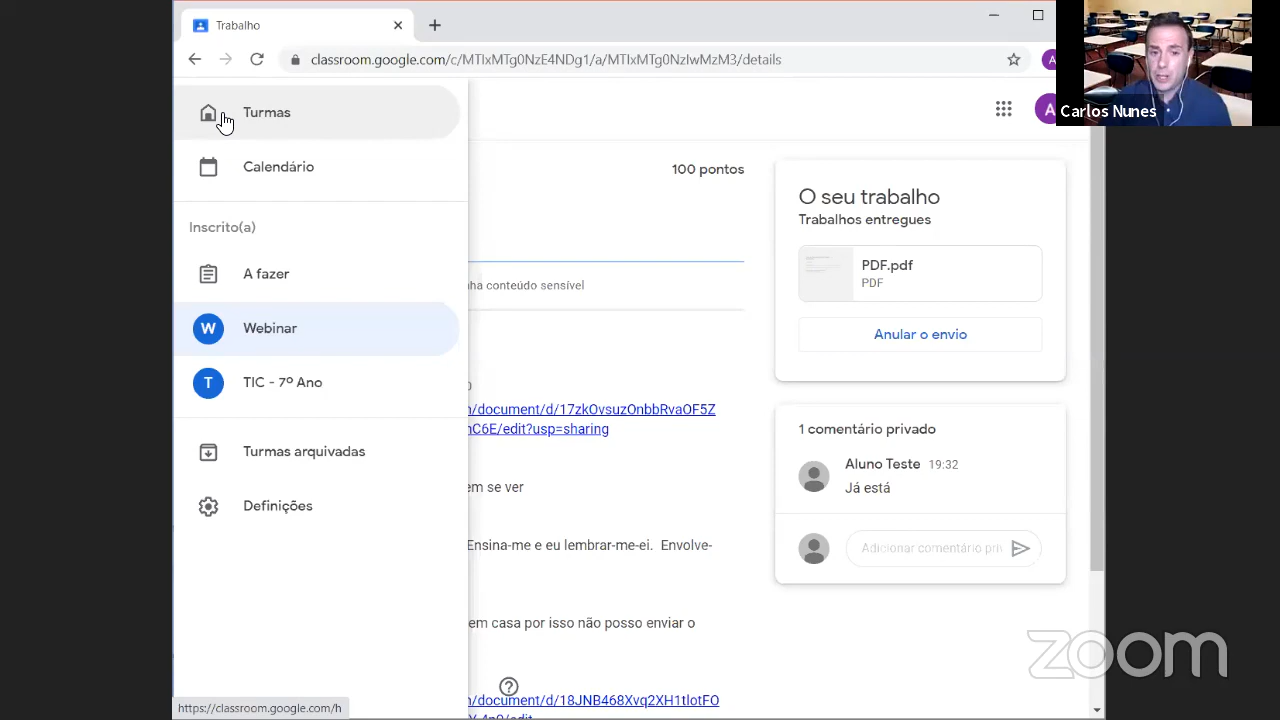 Trabalho
classroom.google.com/c/MTIxMTg0NzE4NDg1/a/MTIxMTg0NzIwMzM3/details
Carlos Nunes
A
Turmas
Calendário
Inscrito(a)
A fazer
W Webinar
T TIC - 7º Ano
Turmas arquivadas
Definições
100 pontos
nha conteúdo sensível
n/document/d/17zkOvsuzOnbbRvaOF5Z
nC6E/edit?usp=sharing
em se ver
Ensina-me e eu lembrar-me-ei. Envolve-
em casa por isso não posso enviar o
n/document/d/18JNB468Xvq2XH1tlotFO
O seu trabalho
Trabalhos entregues
PDF.pdf
PDF
Anular o envio
1 comentário privado
Aluno Teste 19:32
Já está
Adicionar comentário priv
zoom
https://classroom.google.com/h